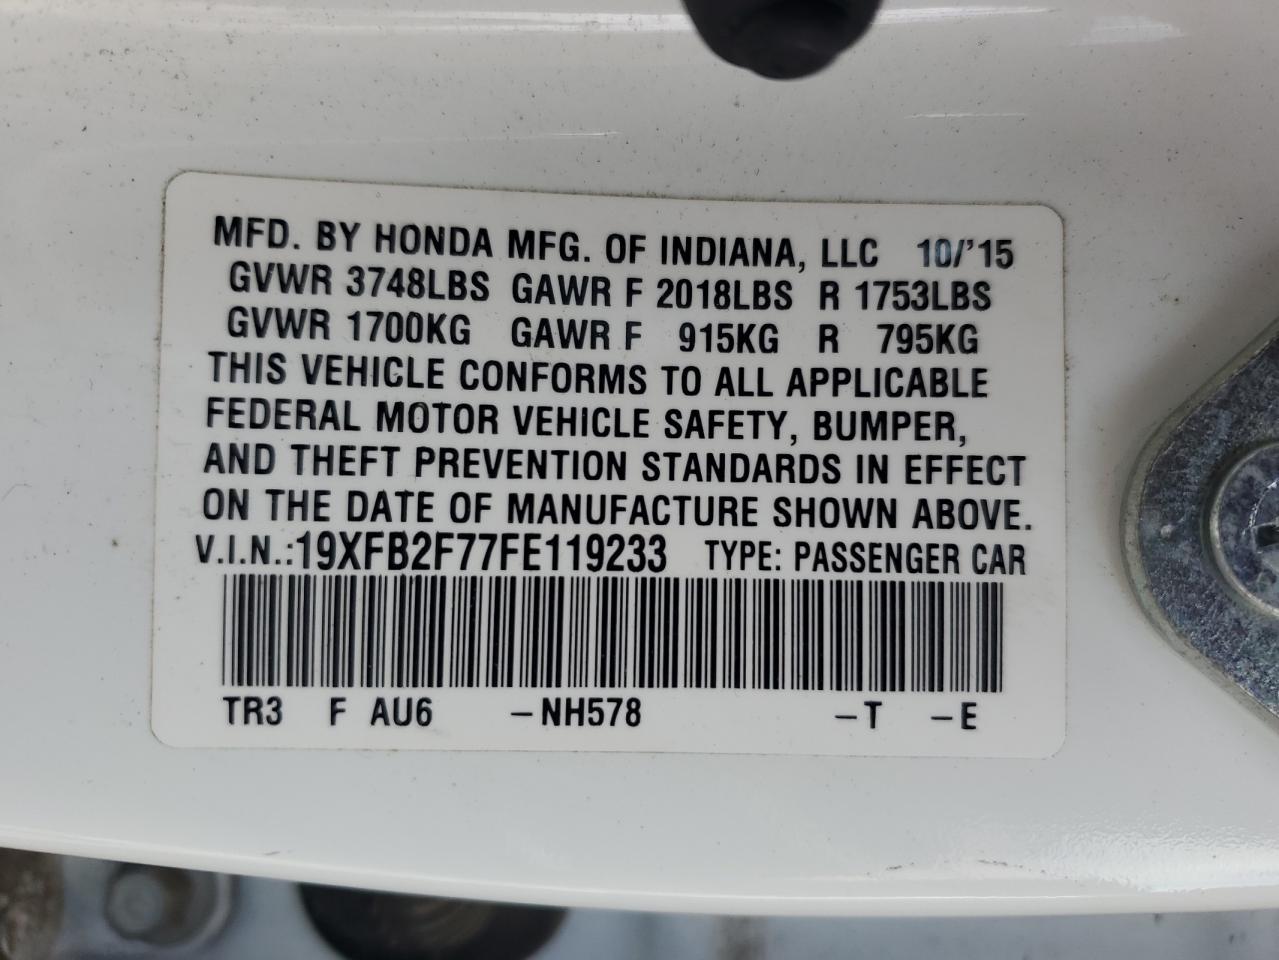 MFD. BY HONDA MFG. OF INDIANA, LLC 10/'15
GVWR 3748LBS GAWR F 2018LBS R 1753LBS
GVWR 1700KG GAWR F 915KG R 795KG
THIS VEHICLE CONFORMS TO ALL APPLICABLE
FEDERAL MOTOR VEHICLE SAFETY, BUMPER,
AND THEFT PREVENTION STANDARDS IN EFFECT
ON THE DATE OF MANUFACTURE SHOWN ABOVE.
V.I.N.:19XFB2F77FE119233 TYPE: PASSENGER CAR
TR3 F AU6 –NH578 –T –E